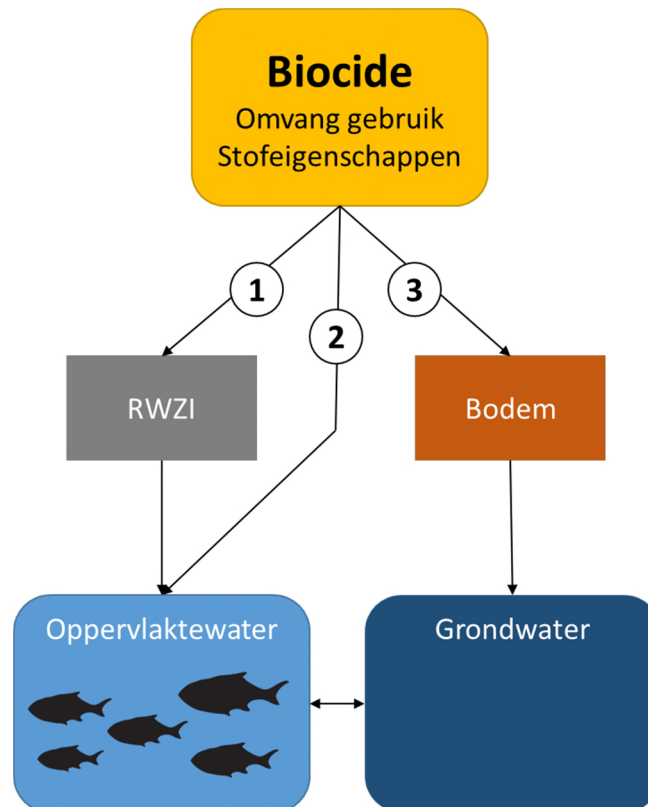 Biocide
Omvang gebruik
Stofeigenschappen
1
3
2
RWZI
Bodem
Oppervlaktewater
Grondwater